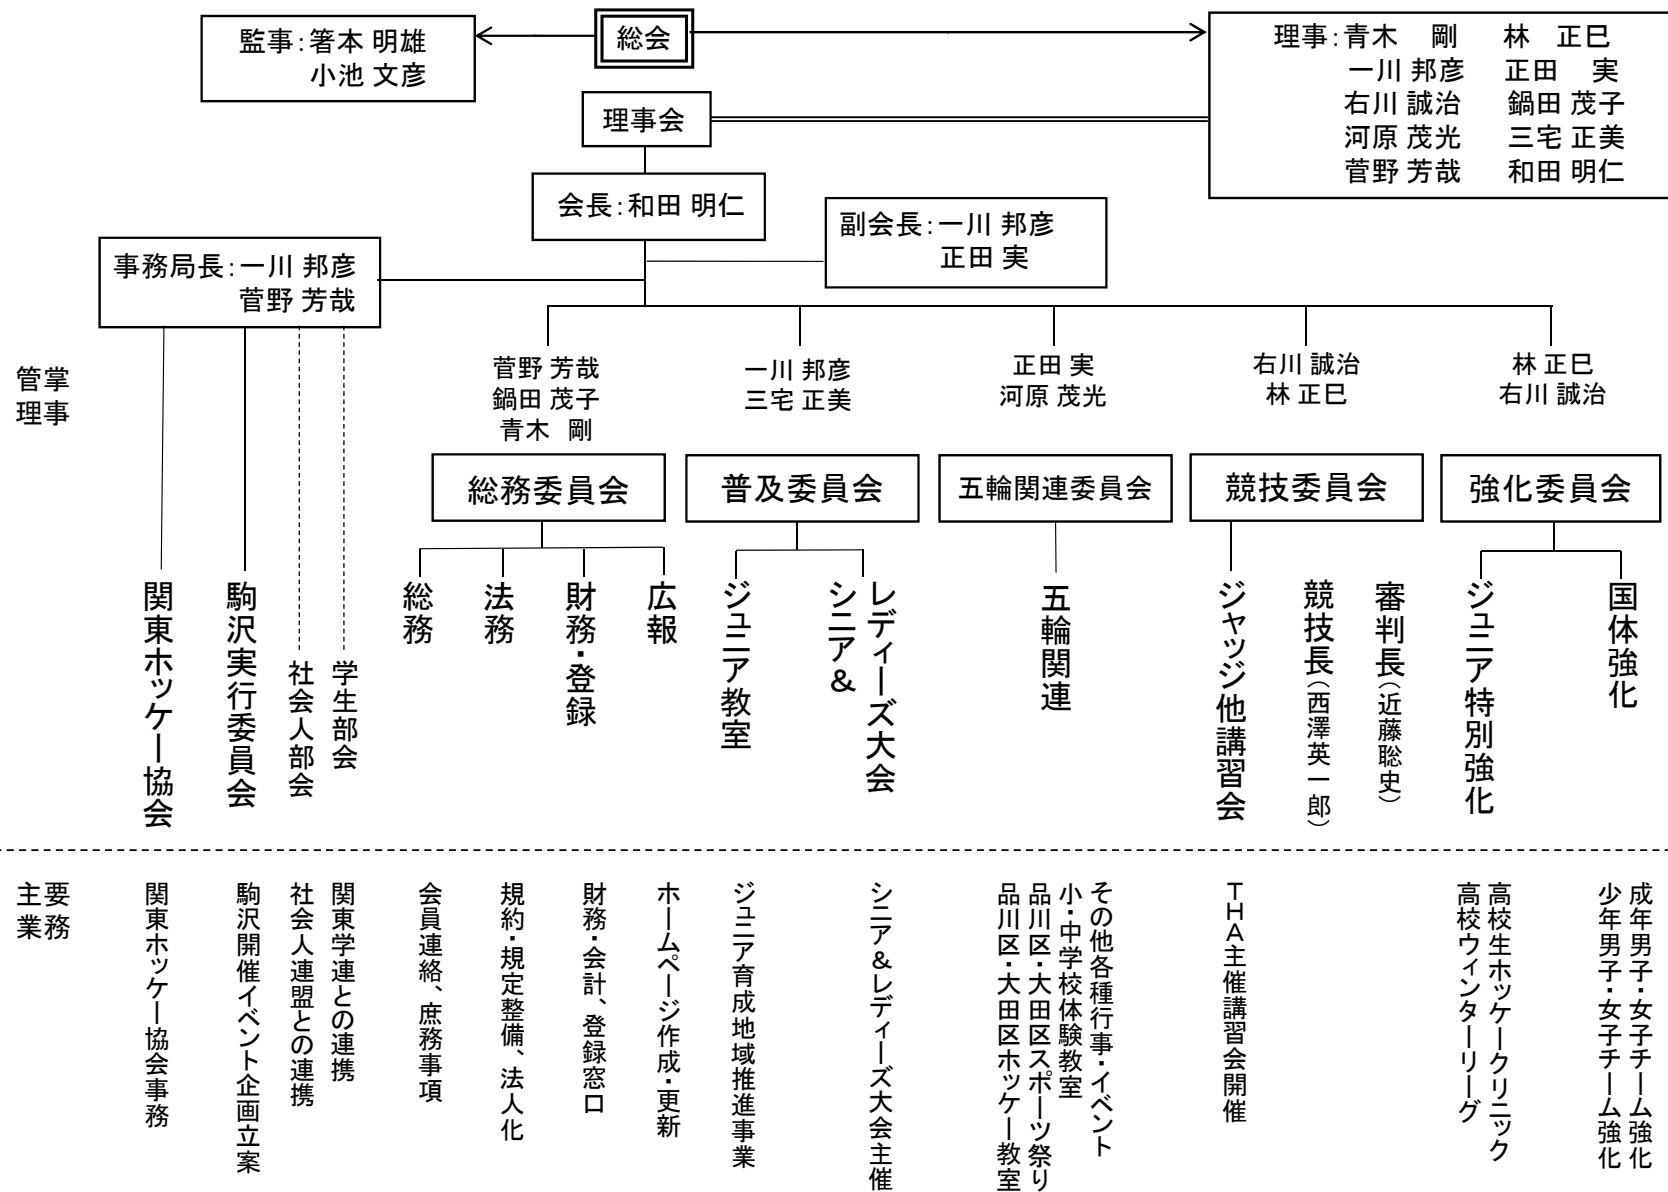 総会
監事:箸本 明雄
小池 文彦
理事:青木　剛　林　正巳
一川 邦彦　正田　実
右川 誠治　鍋田 茂子
河原 茂光　三宅 正美
菅野 芳哉　和田 明仁
理事会
会長:和田 明仁
副会長:一川 邦彦
正田 実
事務局長:一川 邦彦
菅野 芳哉
管掌
理事
菅野 芳哉
鍋田 茂子
青木　剛
一川 邦彦
三宅 正美
正田 実
河原 茂光
右川 誠治
林 正巳
林 正巳
右川 誠治
総務委員会
普及委員会
五輪関連委員会
競技委員会
強化委員会
関東ホッケー協会
駒沢実行委員会
社会人部会
学生部会
総務
法務
財務・登録
広報
ジュニア教室
シニア&
レディーズ大会
五輪関連
ジャッジ他講習会
競技長(西澤英一郎)
審判長(近藤聡史)
ジュニア特別強化
国体強化
主要
業務
関東ホッケー協会事務
駒沢開催イベント企画立案
社会人連盟との連携
関東学連との連携
会員連絡、庶務事項
規約・規定整備、法人化
財務・会計、登録窓口
ホームページ作成・更新
ジュニア育成地域推進事業
シニア&レディーズ大会主催
品川区・大田区ホッケー教室
品川区・大田区スポーツ祭り
小・中学校体験教室
その他各種行事・イベント
THA主催講習会開催
高校ウィンターリーグ
高校生ホッケークリニック
少年男子・女子チーム強化
成年男子・女子チーム強化